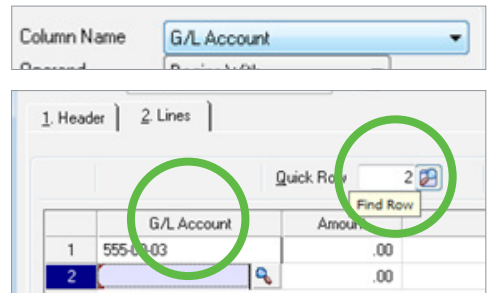 Column Name G/L Account
1. Header 2. Lines
Quick Row 2
Find Row
G/L Account Amount
1 555-00-03 .00
2 .00